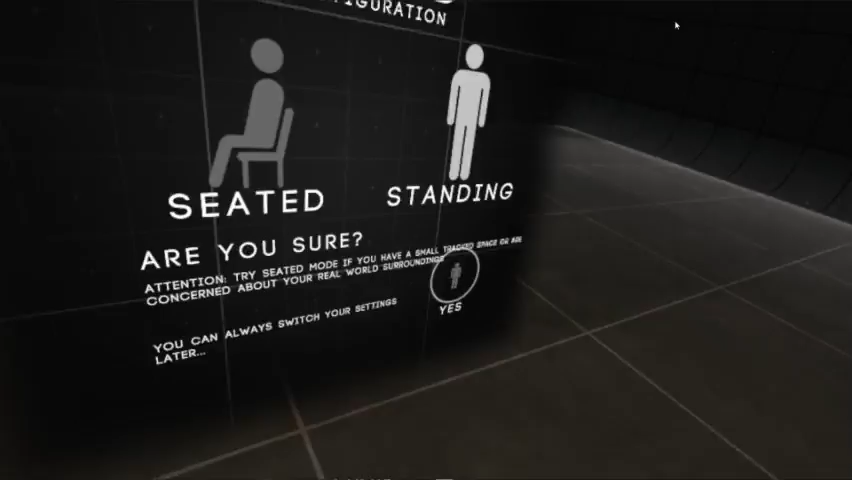 SEATED
STANDING
ARE YOU SURE?
ATTENTION: TRY SEATED MODE IF YOU HAVE A SMALL TRACKED SPACE OR ARE
CONCERNED ABOUT YOUR REAL WORLD SURROUNDINGS
YES
YOU CAN ALWAYS SWITCH YOUR SETTINGS
LATER...